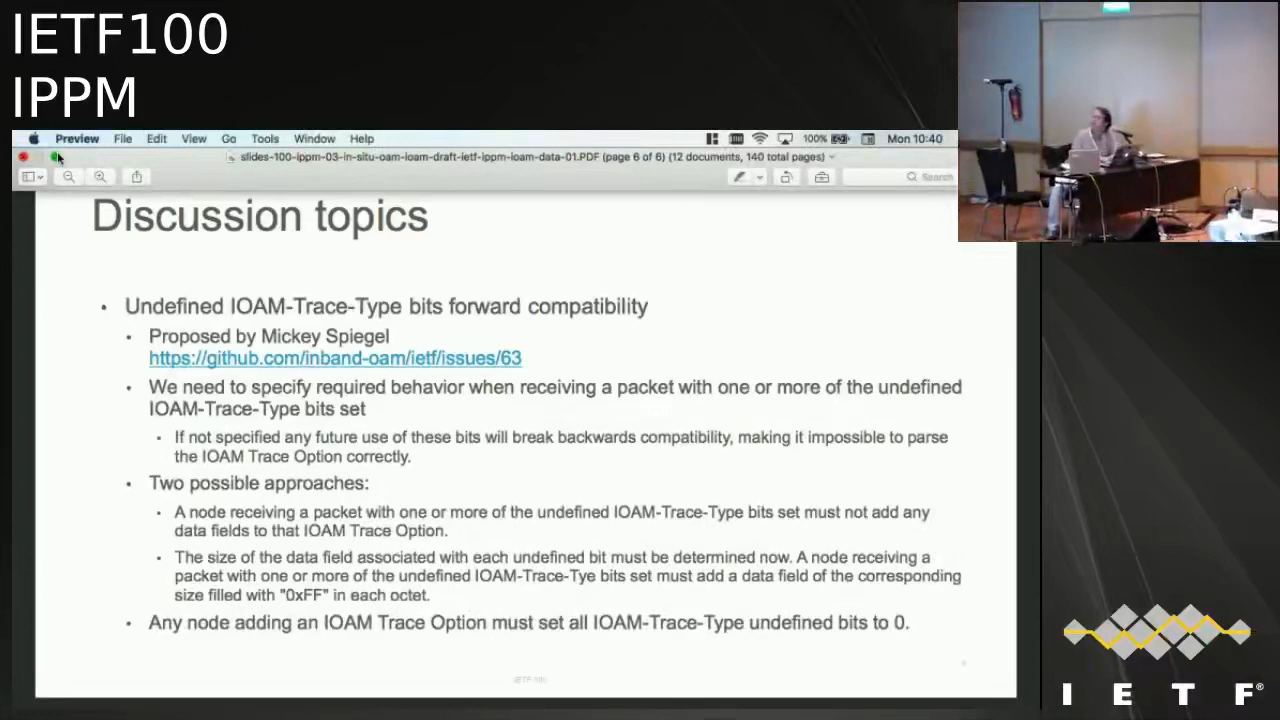 IETF100
IPPM
Preview File Edit View Go Tools Window Help 100% Mon 10:40
slides-100-ippm-03-in-situ-oam-ioam-draft-ietf-ippm-ioam-data-01.PDF (page 6 of 6) (12 documents, 140 total pages)
Search
Discussion topics
• Undefined IOAM-Trace-Type bits forward compatibility
• Proposed by Mickey Spiegel
https://github.com/inband-oam/ietf/issues/63
• We need to specify required behavior when receiving a packet with one or more of the undefined
IOAM-Trace-Type bits set
• If not specified any future use of these bits will break backwards compatibility, making it impossible to parse
the IOAM Trace Option correctly.
• Two possible approaches:
• A node receiving a packet with one or more of the undefined IOAM-Trace-Type bits set must not add any
data fields to that IOAM Trace Option.
• The size of the data field associated with each undefined bit must be determined now. A node receiving a
packet with one or more of the undefined IOAM-Trace-Tye bits set must add a data field of the corresponding
size filled with "0xFF" in each octet.
• Any node adding an IOAM Trace Option must set all IOAM-Trace-Type undefined bits to 0.
IETF 100
I E T F®